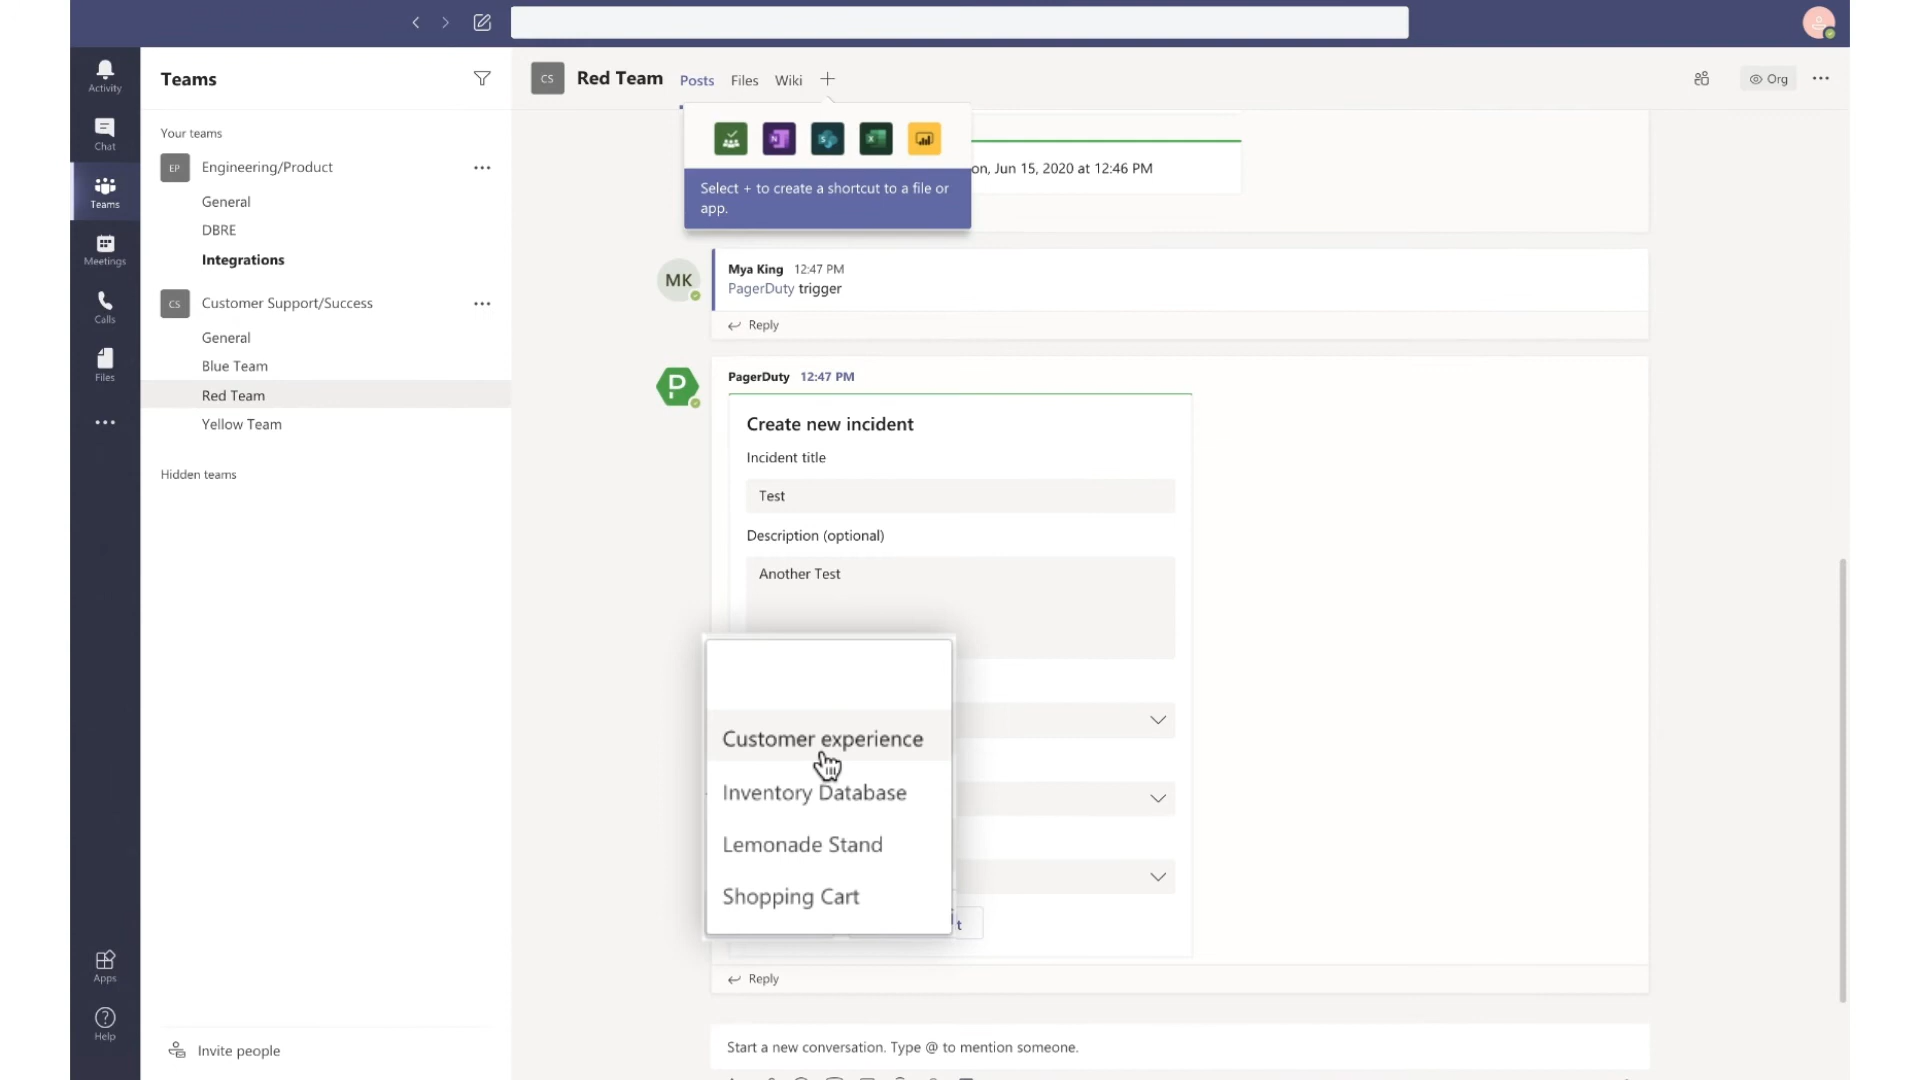 Activity
Chat
Teams
Meetings
Calls
Files
Apps
Help
Teams
Your teams
EP Engineering/Product
General
DBRE
Integrations
CS Customer Support/Success
General
Blue Team
Red Team
Yellow Team
Hidden teams
Invite people
CS Red Team Posts Files Wiki
Org
Select + to create a shortcut to a file or
app.
on, Jun 15, 2020 at 12:46 PM
MK
Mya King 12:47 PM
PagerDuty trigger
Reply
P
PagerDuty 12:47 PM
Create new incident
Incident title
Test
Description (optional)
Another Test
Customer experience
Inventory Database
Lemonade Stand
Shopping Cart
Reply
Start a new conversation. Type @ to mention someone.